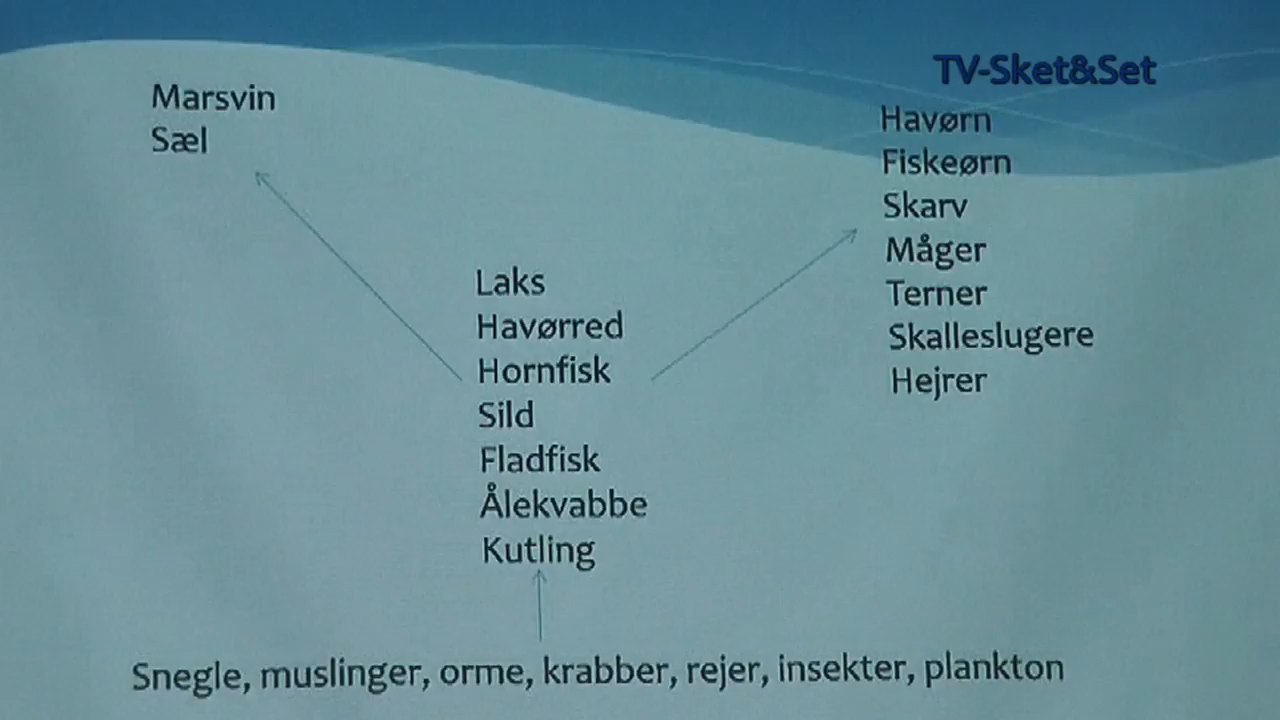 TV-Sket&Set
Marsvin
Sæl
Havørn
Fiskeørn
Skarv
Måger
Terner
Skalleslugere
Hejrer
Laks
Havørred
Hornfisk
Sild
Fladfisk
Ålekvabbe
Kutling
Snegle, muslinger, orme, krabber, rejer, insekter, plankton